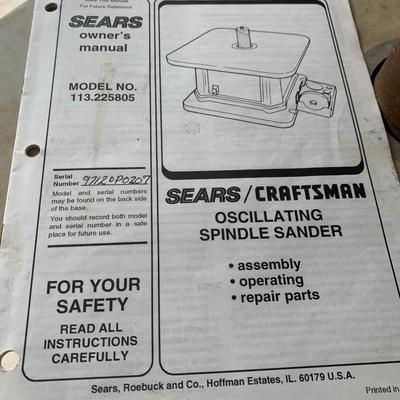 Save This Manual
For Future Reference
SEARS
owner's
manual
MODEL NO.
113.225805
Serial
Number 97120P0207
Model and serial numbers
may be found on the back side
of the base.
You should record both model
and serial number in a safe
place for future use.
FOR YOUR
SAFETY
READ ALL
INSTRUCTIONS
CAREFULLY
SEARS/CRAFTSMAN
OSCILLATING
SPINDLE SANDER
• assembly
• operating
• repair parts
Sears, Roebuck and Co., Hoffman Estates, IL. 60179 U.S.A.
Printed in